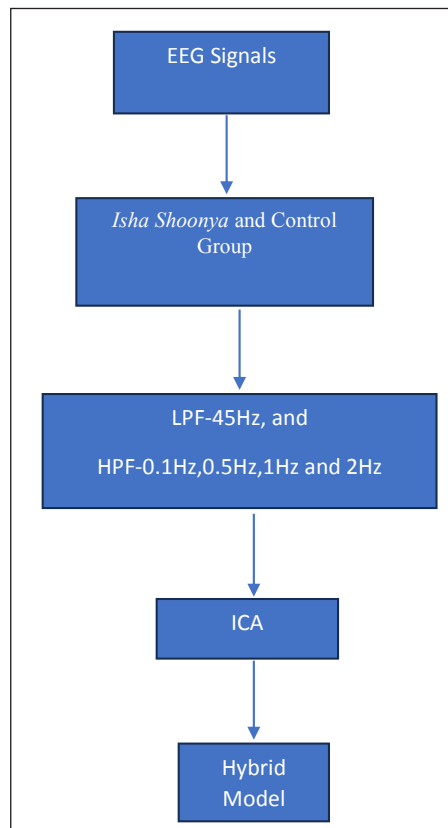 EEG Signals
Isha Shoonya and Control
Group
LPF-45Hz, and
HPF-0.1Hz,0.5Hz,1Hz and 2Hz
ICA
Hybrid
Model